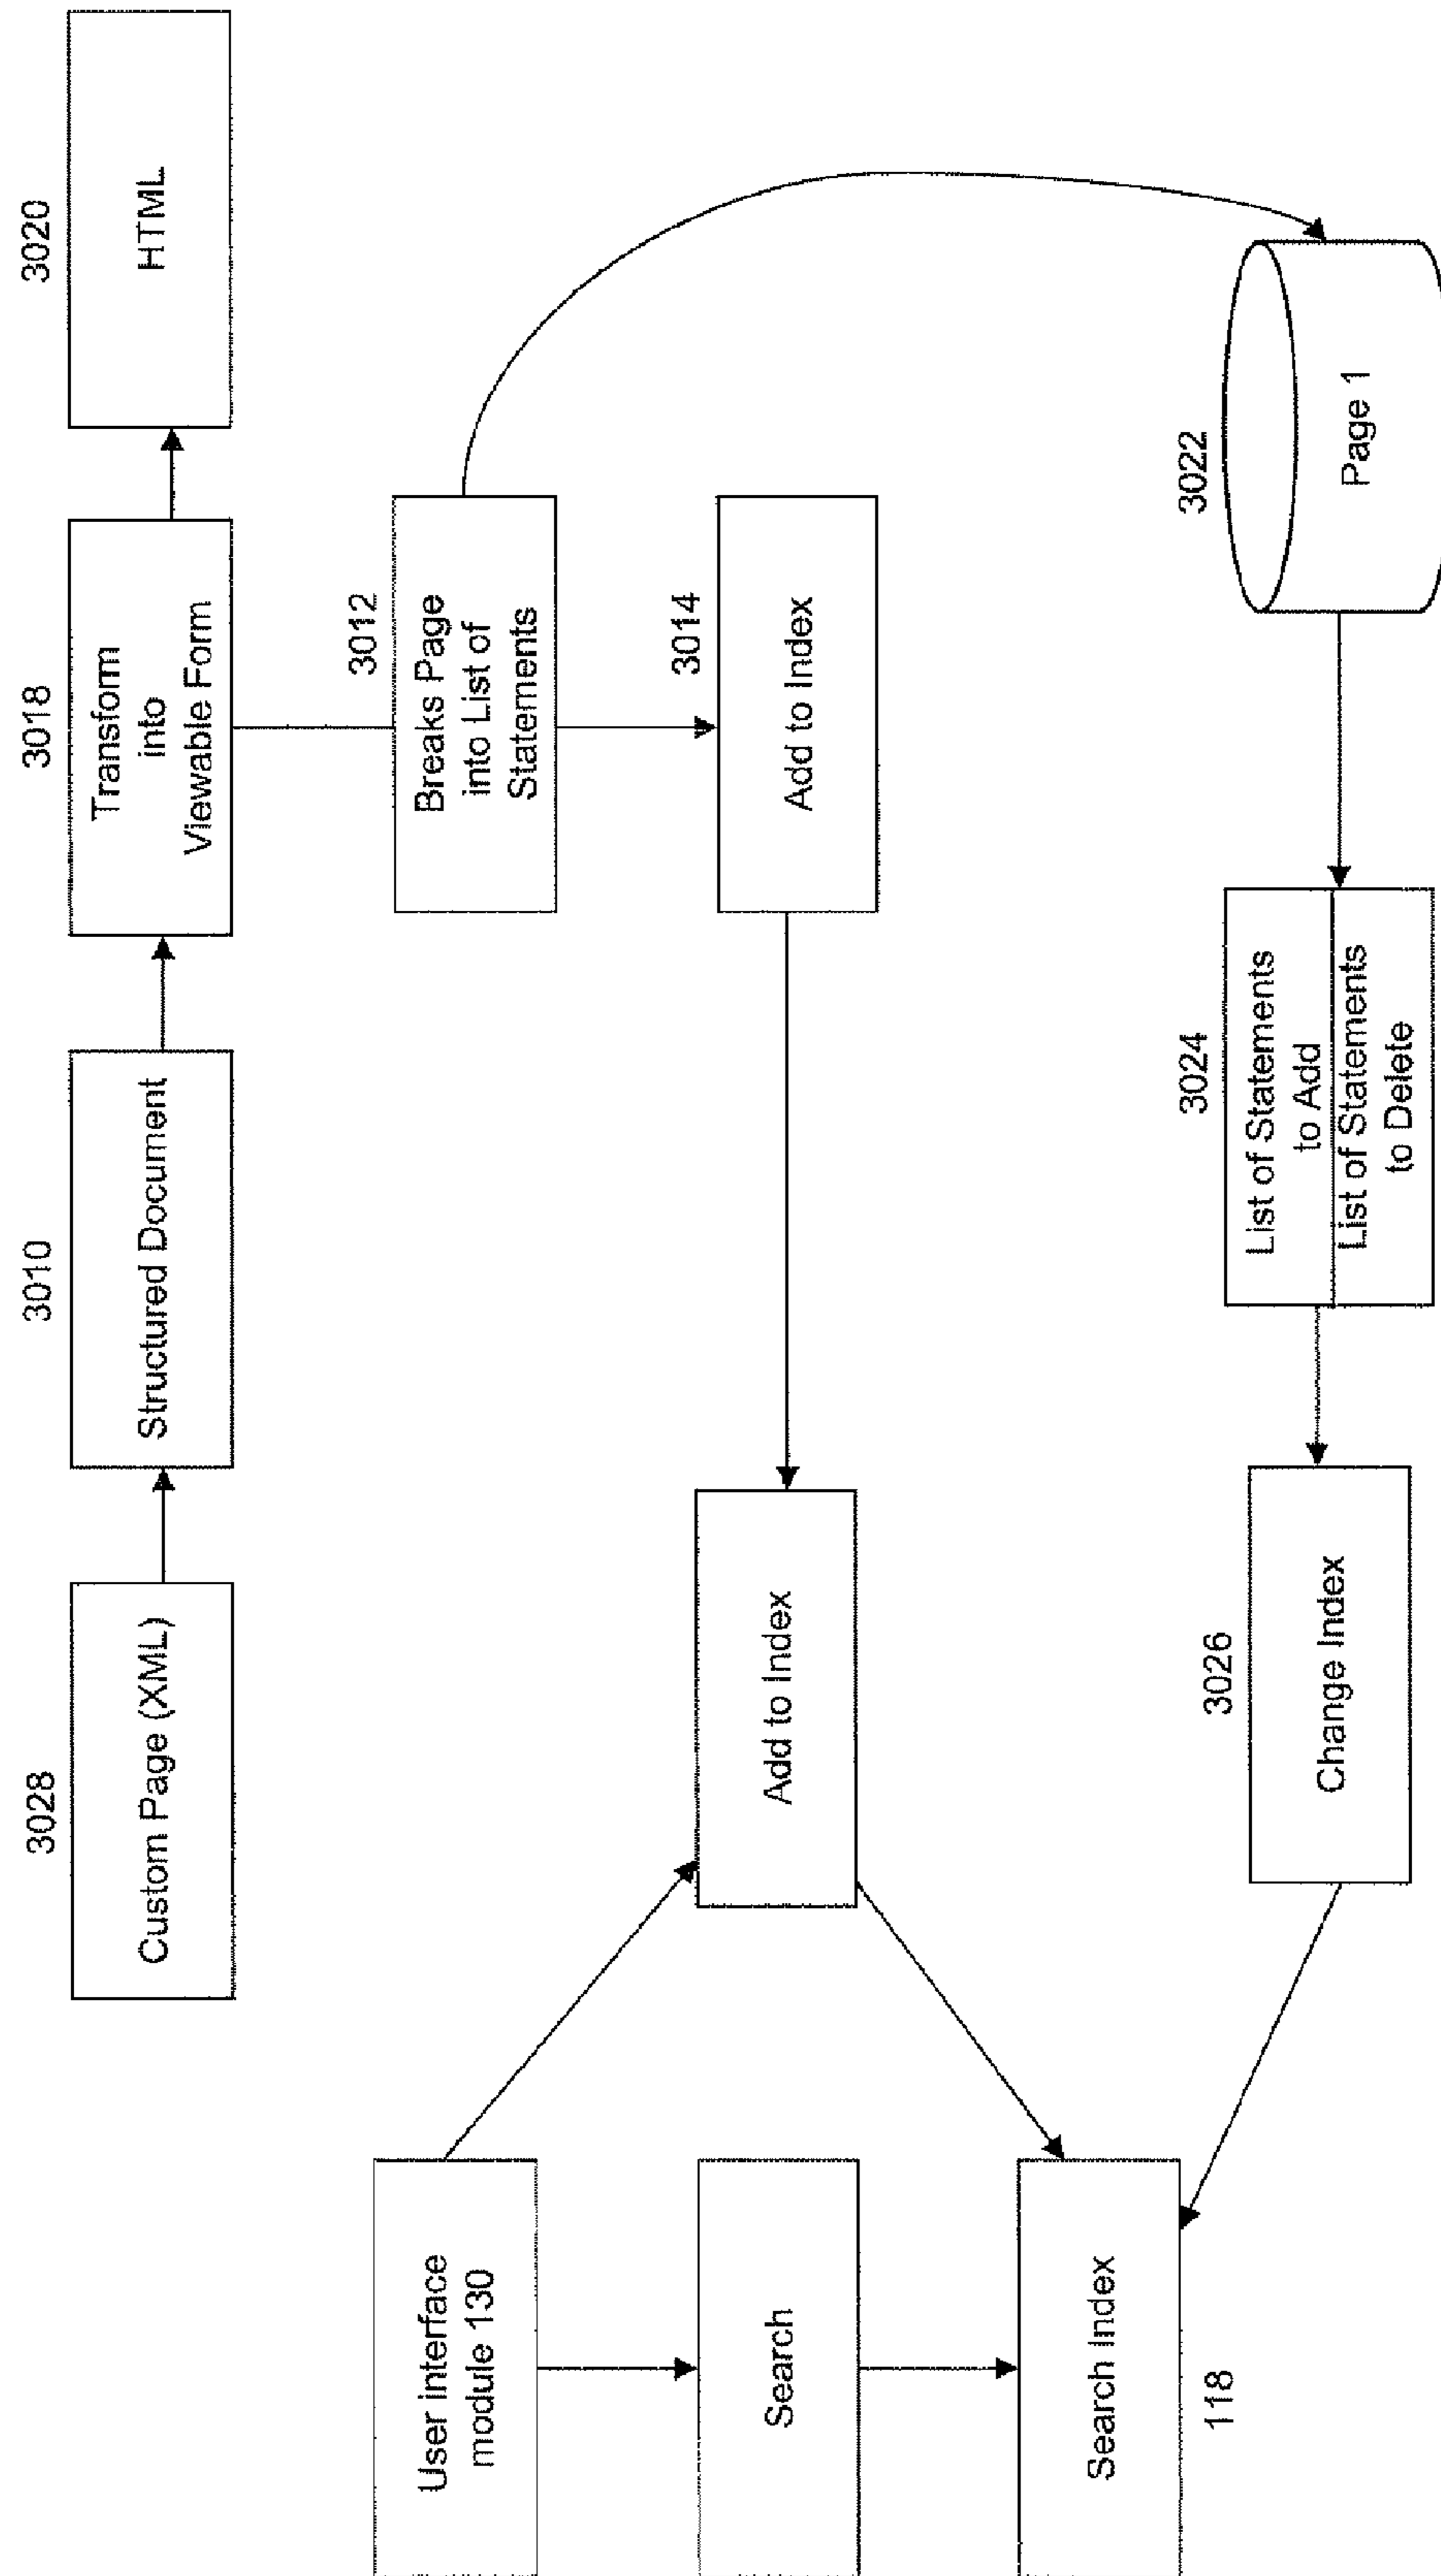 3028
Custom Page (XML)
3010
Structured Document
3018
Transform
into
Viewable Form
3020
HTML
User interface
module 130
3012
Breaks Page
into List of
Statements
Search
Add to Index
3014
Add to Index
Search Index
118
3026
Change Index
3024
List of Statements
to Add
List of Statements
to Delete
3022
Page 1